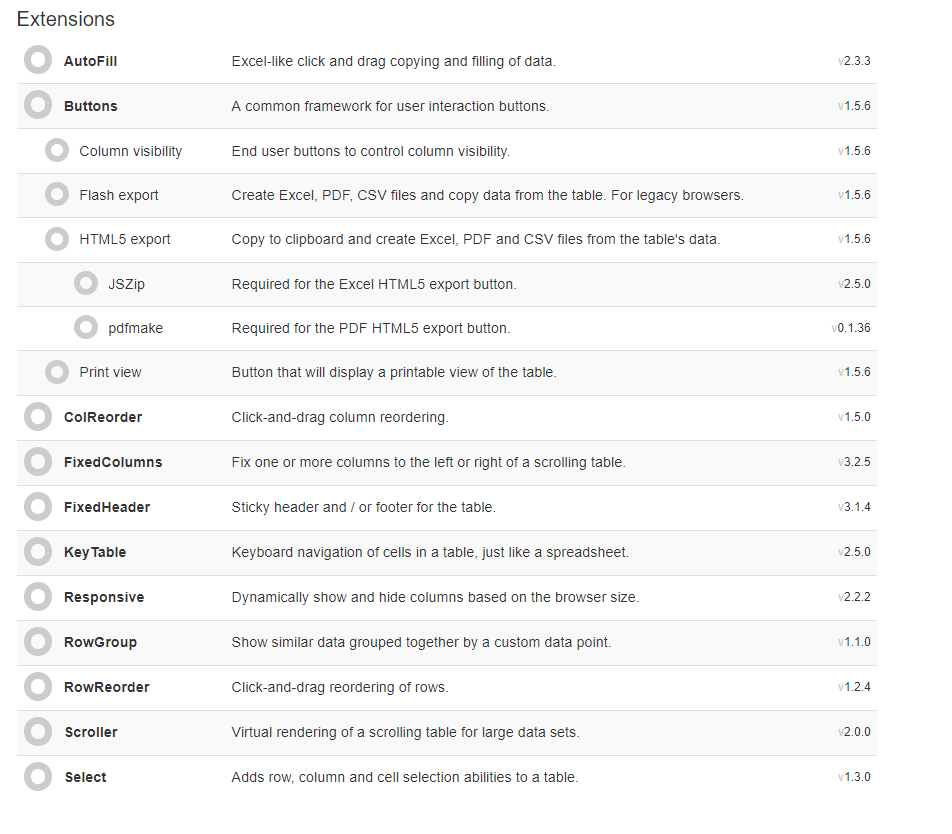 Extensions
AutoFill Excel-like click and drag copying and filling of data. v2.3.3
Buttons A common framework for user interaction buttons. v1.5.6
Column visibility End user buttons to control column visibility. v1.5.6
Flash export Create Excel, PDF, CSV files and copy data from the table. For legacy browsers. v1.5.6
HTML5 export Copy to clipboard and create Excel, PDF and CSV files from the table's data. v1.5.6
JSZip Required for the Excel HTML5 export button. v2.5.0
pdfmake Required for the PDF HTML5 export button. v0.1.36
Print view Button that will display a printable view of the table. v1.5.6
ColReorder Click-and-drag column reordering. v1.5.0
FixedColumns Fix one or more columns to the left or right of a scrolling table. v3.2.5
FixedHeader Sticky header and / or footer for the table. v3.1.4
KeyTable Keyboard navigation of cells in a table, just like a spreadsheet. v2.5.0
Responsive Dynamically show and hide columns based on the browser size. v2.2.2
RowGroup Show similar data grouped together by a custom data point. v1.1.0
RowReorder Click-and-drag reordering of rows. v1.2.4
Scroller Virtual rendering of a scrolling table for large data sets. v2.0.0
Select Adds row, column and cell selection abilities to a table. v1.3.0